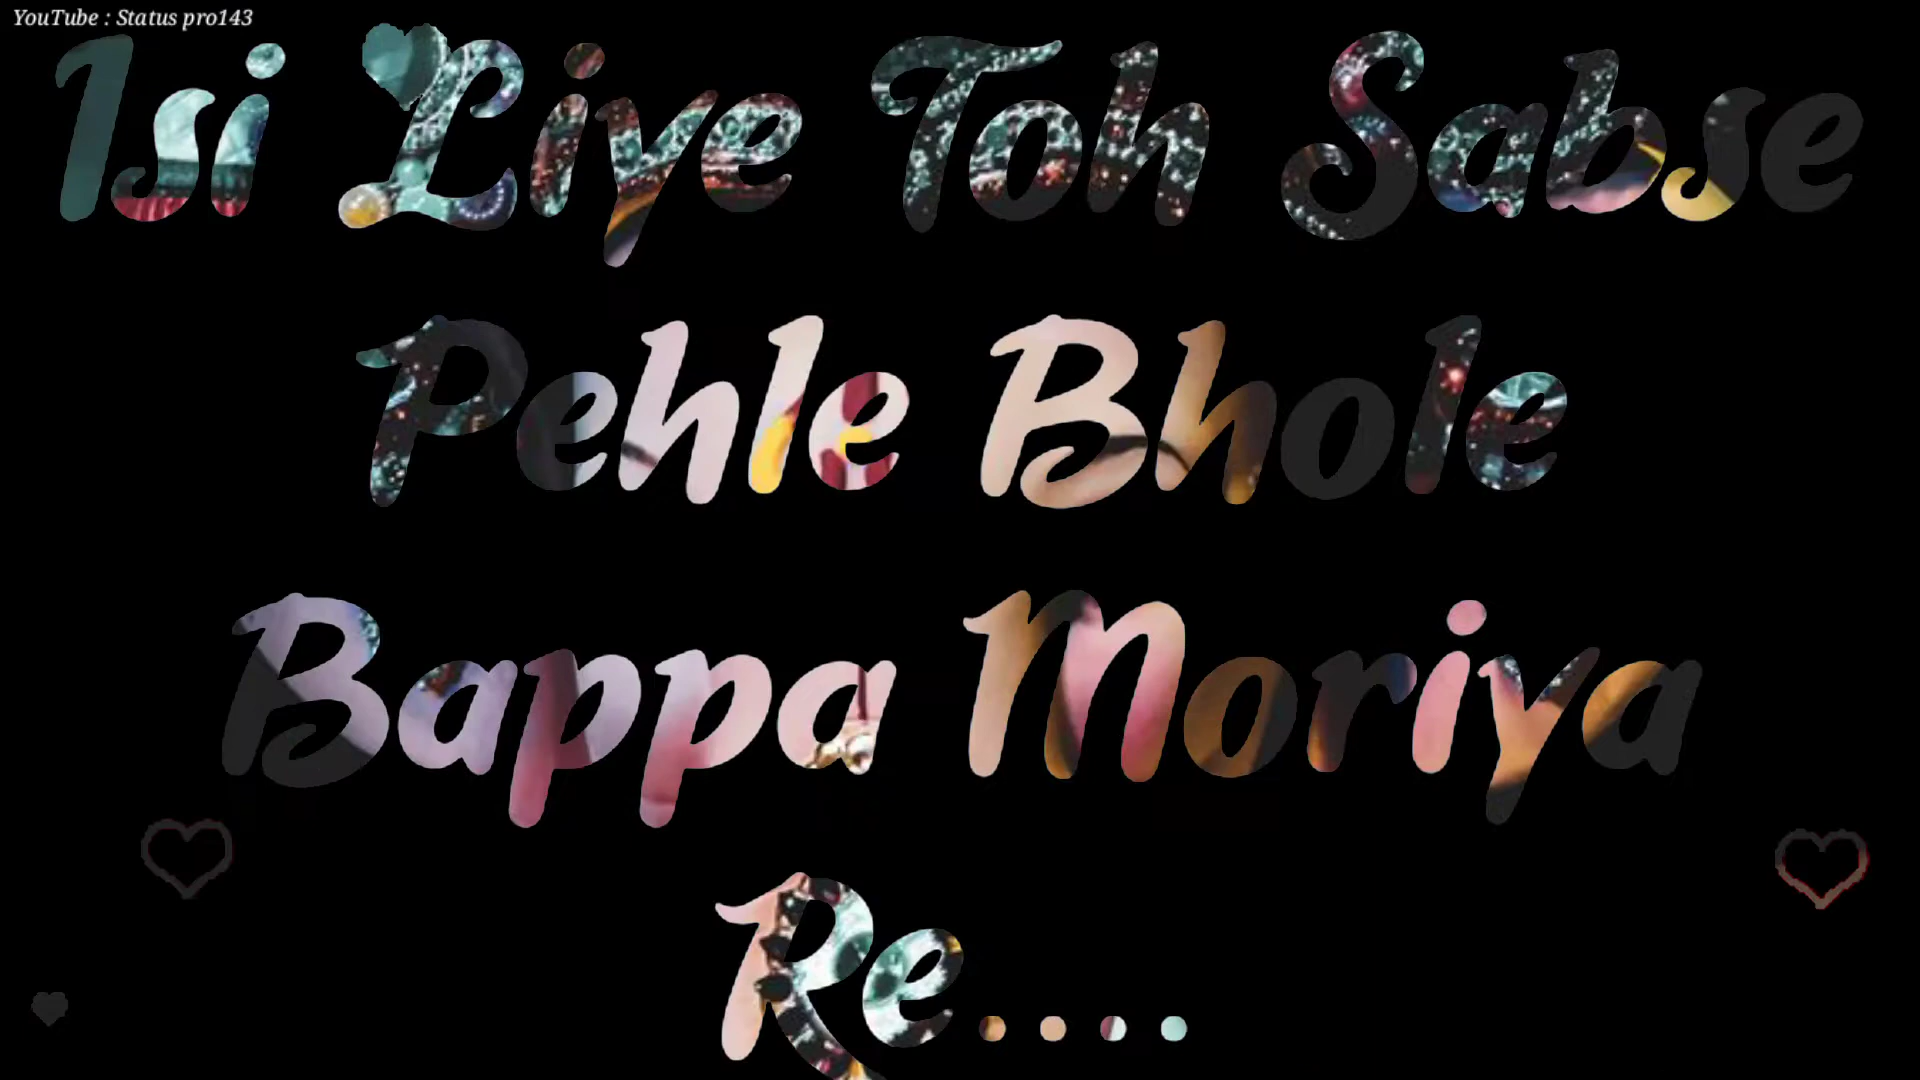 YouTube : Status pro143
Isi Liye Toh Sabse
Pehle Bhole
Bappa Moriya
Re....